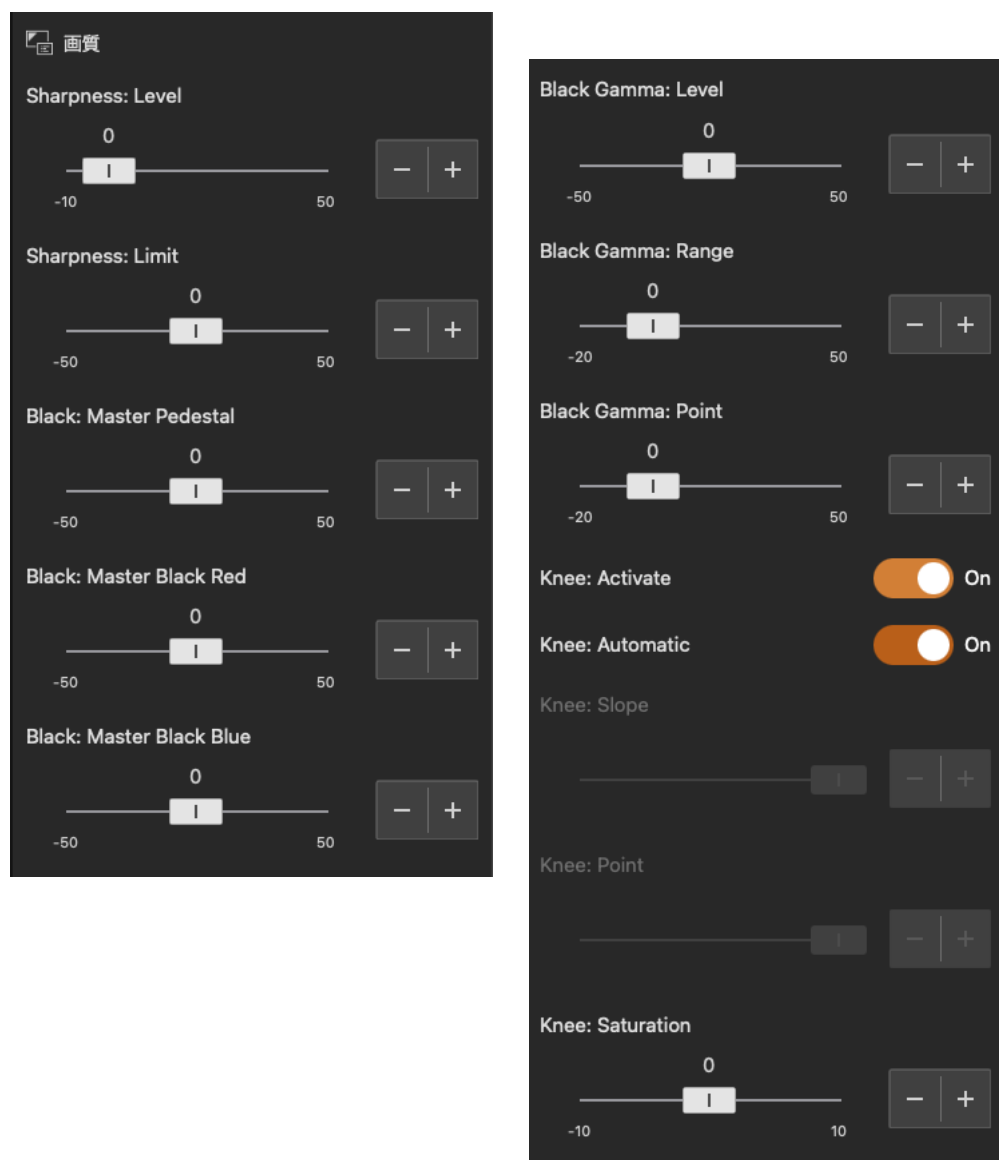 画質
Sharpness: Level
0
-10 50
Sharpness: Limit
0
-50 50
Black: Master Pedestal
0
-50 50
Black: Master Black Red
0
-50 50
Black: Master Black Blue
0
-50 50
Black Gamma: Level
0
-50 50
Black Gamma: Range
0
-20 50
Black Gamma: Point
0
-20 50
Knee: Activate On
Knee: Automatic On
Knee: Slope
Knee: Point
Knee: Saturation
0
-10 10